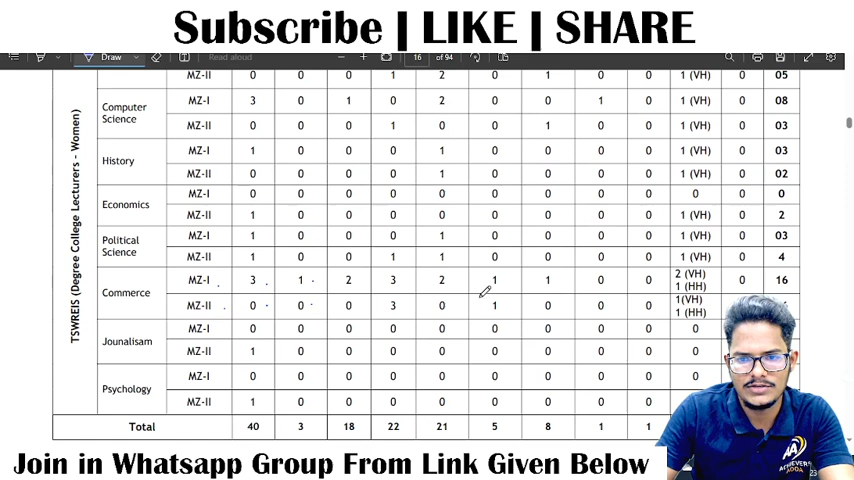 Subscribe | LIKE | SHARE
Draw Read aloud 16 of 94
MZ-II 0 0 0 1 2 0 1 0 0 1 (VH) 0 05
Computer Science MZ-I 3 0 1 0 2 0 0 1 0 1 (VH) 0 08
MZ-II 0 0 0 1 0 0 1 0 0 1 (VH) 0 03
History MZ-I 1 0 0 0 1 0 0 0 0 1 (VH) 0 03
MZ-II 0 0 0 0 1 0 0 0 0 1 (VH) 0 02
Economics MZ-I 0 0 0 0 0 0 0 0 0 0 0 0
MZ-II 1 0 0 0 0 0 0 0 0 1 (VH) 0 2
Political Science MZ-I 1 0 0 0 1 0 0 0 0 1 (VH) 0 03
MZ-II 1 0 0 1 1 0 0 0 0 1 (VH) 0 4
Commerce MZ-I 3 1 2 3 2 1 1 0 0 2 (VH) 1 (HH) 0 16
MZ-II 0 0 0 3 0 1 0 0 0 1(VH) 1 (HH)
Jounalisam MZ-I 0 0 0 0 0 0 0 0 0 0
MZ-II 1 0 0 0 0 0 0 0 0 0
Psychology MZ-I 0 0 0 0 0 0 0 0 0 0
MZ-II 1 0 0 0 0 0 0 0 0
Total 40 3 18 22 21 5 8 1 1
TSWREIS (Degree College Lecturers - Women)
ACHIEVERS ADDA
23
Join in Whatsapp Group From Link Given Below